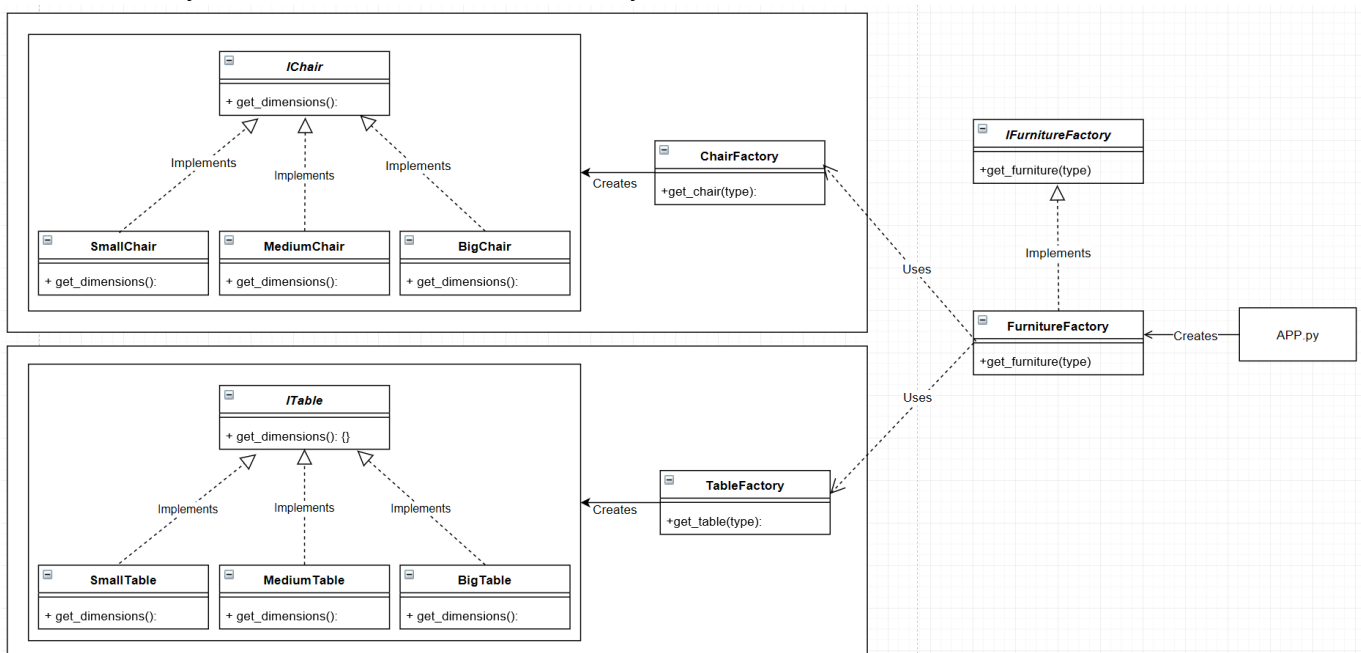 IChair
+ get_dimensions():
Implements
Implements
Implements
SmallChair
+ get_dimensions():
MediumChair
+ get_dimensions():
BigChair
+ get_dimensions():
ChairFactory
+get_chair(type):
Creates
IFurnitureFactory
+get_furniture(type)
Implements
Uses
FurnitureFactory
+get_furniture(type)
Creates
APP.py
Uses
ITable
+ get_dimensions(): {}
Implements
Implements
Implements
SmallTable
+ get_dimensions():
MediumTable
+ get_dimensions():
BigTable
+ get_dimensions():
TableFactory
+get_table(type):
Creates